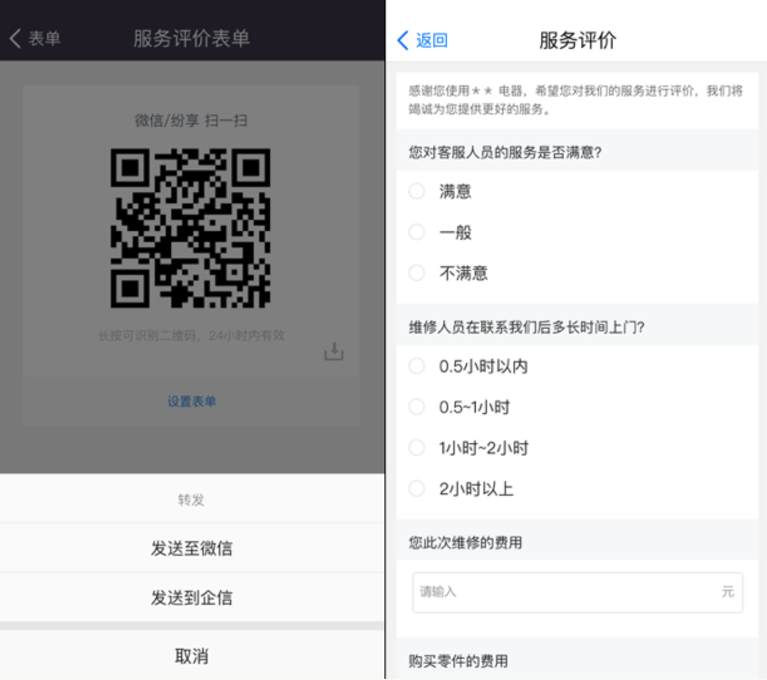 表单
服务评价表单
微信/纷享 扫一扫
长按可识别二维码，24小时内有效
设置表单
转发
发送至微信
发送到企信
取消
返回
服务评价
感谢您使用＊＊ 电器，希望您对我们的服务进行评价，我们将
竭诚为您提供更好的服务。
您对客服人员的服务是否满意？
满意
一般
不满意
维修人员在联系我们后多长时间上门？
0.5小时以内
0.5~1小时
1小时~2小时
2小时以上
您此次维修的费用
请输入 元
购买零件的费用